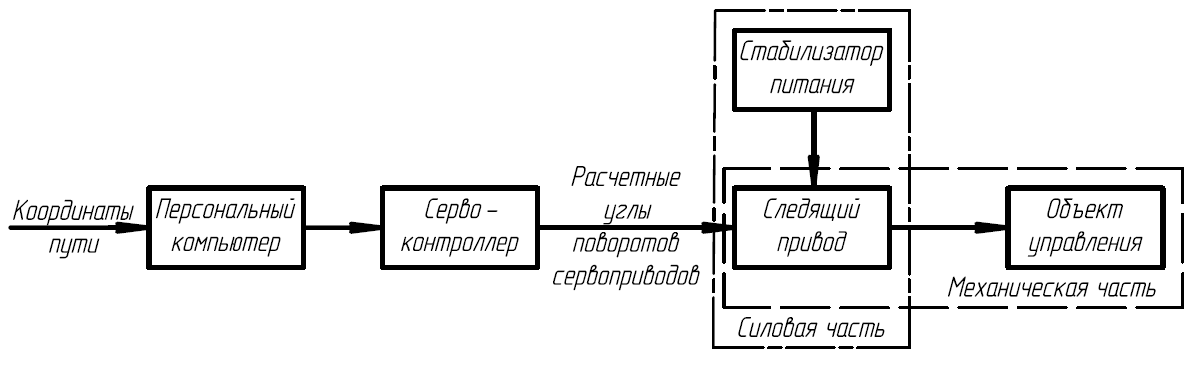 Стабилизатор
питания
Координаты
пути
Персональный
компьютер
Серво -
контроллер
Расчетные
углы
поворотов
сервоприводов
Следящий
привод
Объект
управления
Механическая часть
Силовая часть